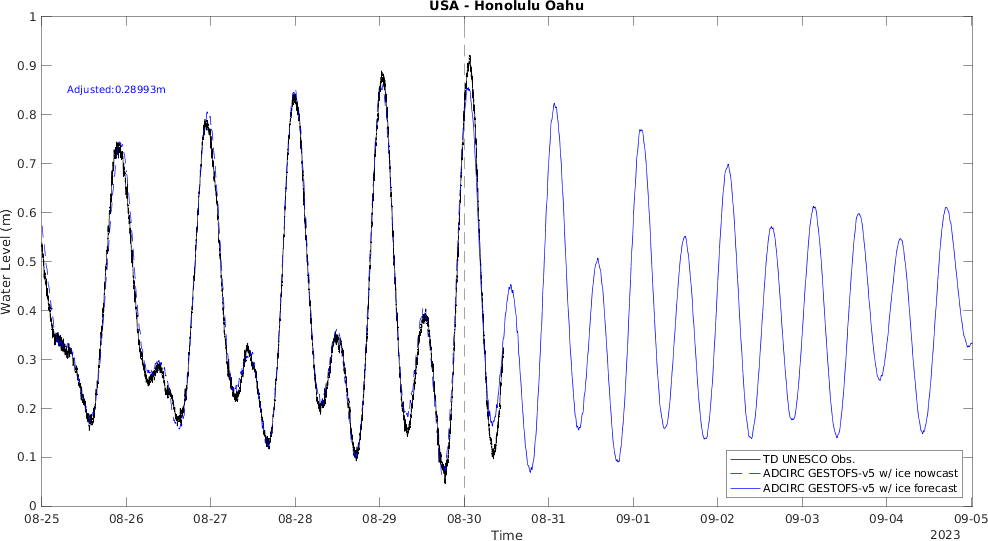 USA - Honolulu Oahu
Adjusted:0.28993m
Water Level (m)
1
0.9
0.8
0.7
0.6
0.5
0.4
0.3
0.2
0.1
0
08-25 08-26 08-27 08-28 08-29 08-30 08-31 09-01 09-02 09-03 09-04 09-05
Time
2023
TD UNESCO Obs.
ADCIRC GESTOFS-v5 w/ ice nowcast
ADCIRC GESTOFS-v5 w/ ice forecast